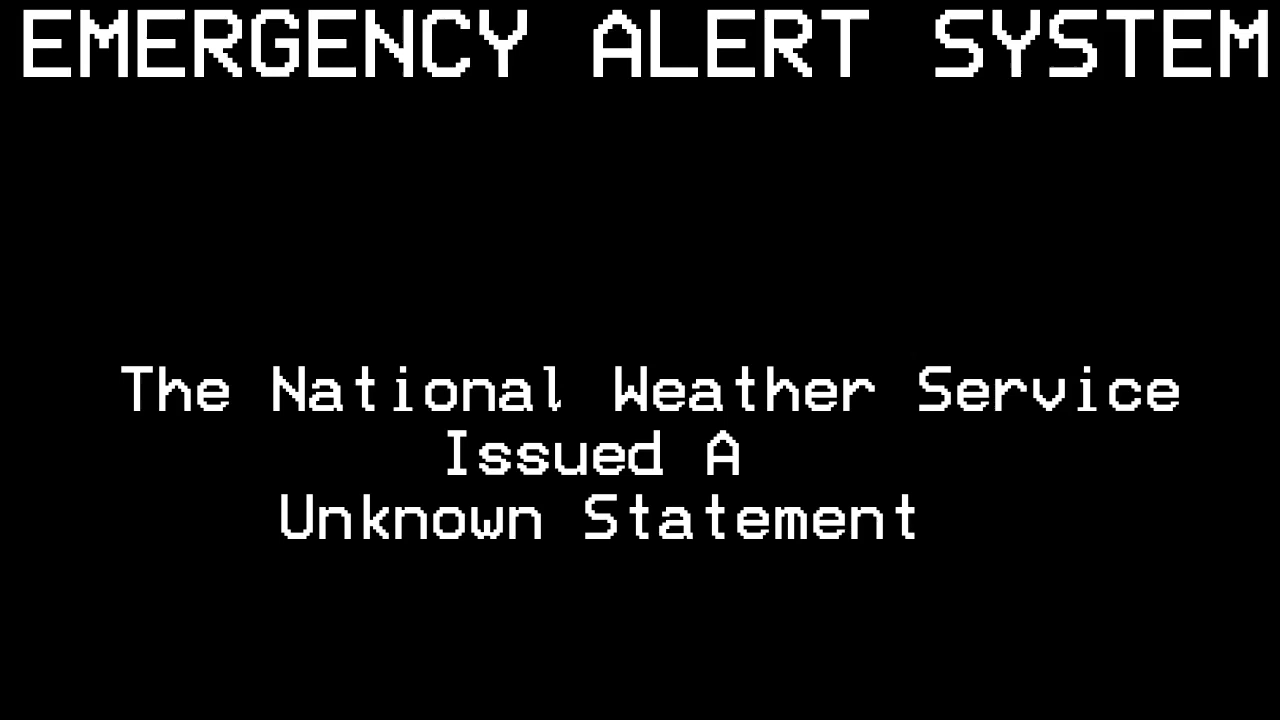 EMERGENCY ALERT SYSTEM
The National Weather Service
Issued A
Unknown Statement